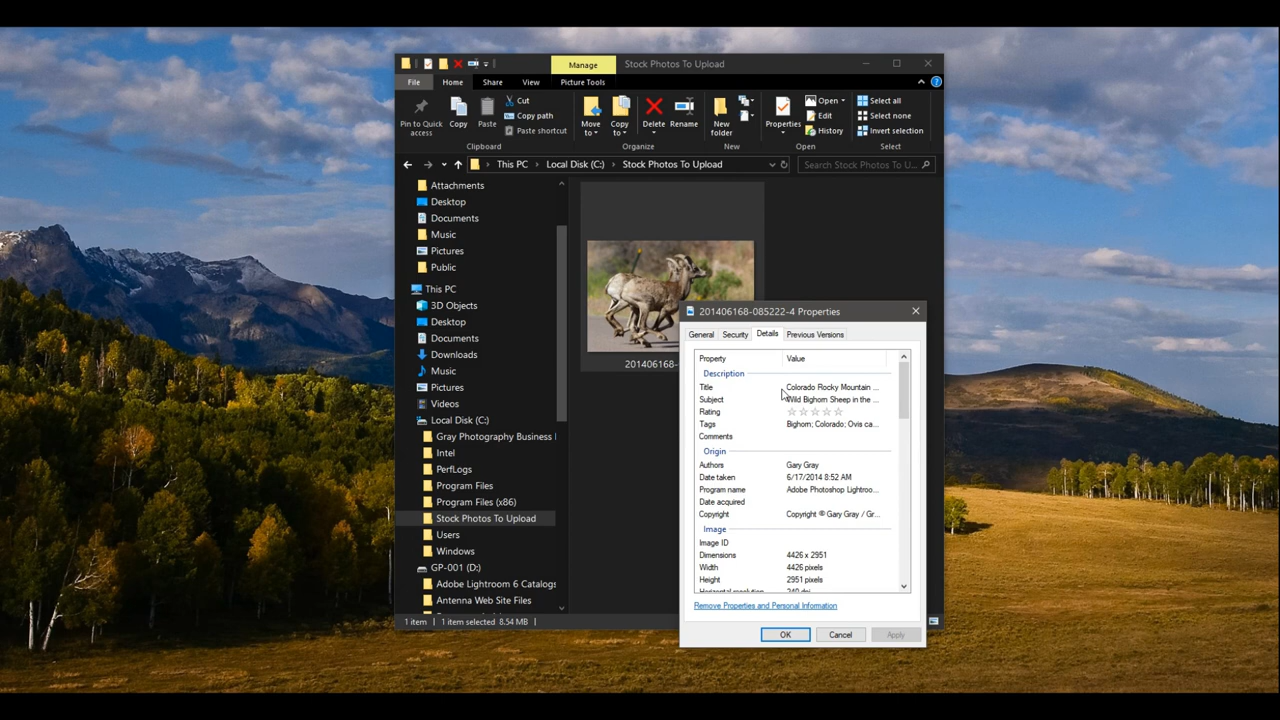 Manage
Stock Photos To Upload
File
Home
Share
View
Picture Tools
Pin to Quick
access
Copy
Paste
Cut
Copy path
Paste shortcut
Clipboard
Move
to
Copy
to
Delete
Rename
Organize
New
folder
New
Properties
Open
Edit
History
Open
Select all
Select none
Invert selection
Select
This PC
Local Disk (C:)
Stock Photos To Upload
Search Stock Photos To U...
Attachments
Desktop
Documents
Music
Pictures
Public
This PC
3D Objects
Desktop
Documents
Downloads
Music
Pictures
Videos
Local Disk (C:)
Gray Photography Business
Intel
PerfLogs
Program Files
Program Files (x86)
Stock Photos To Upload
Users
Windows
GP-001 (D:)
Adobe Lightroom 6 Catalogs
Antenna Web Site Files
1 item
1 item selected 8.54 MB
201406168-
201406168-085222-4 Properties
General
Security
Details
Previous Versions
Property Value
Description
Title Colorado Rocky Mountain ...
Subject Wild Bighorn Sheep in the ...
Rating
Tags Bighorn; Colorado; Ovis ca...
Comments
Origin
Authors Gary Gray
Date taken 6/17/2014 8:52 AM
Program name Adobe Photoshop Lightroo...
Date acquired
Copyright Copyright © Gary Gray / Gr...
Image
Image ID
Dimensions 4426 x 2951
Width 4426 pixels
Height 2951 pixels
Horizontal resolution 240 dpi
Remove Properties and Personal Information
OK
Cancel
Apply